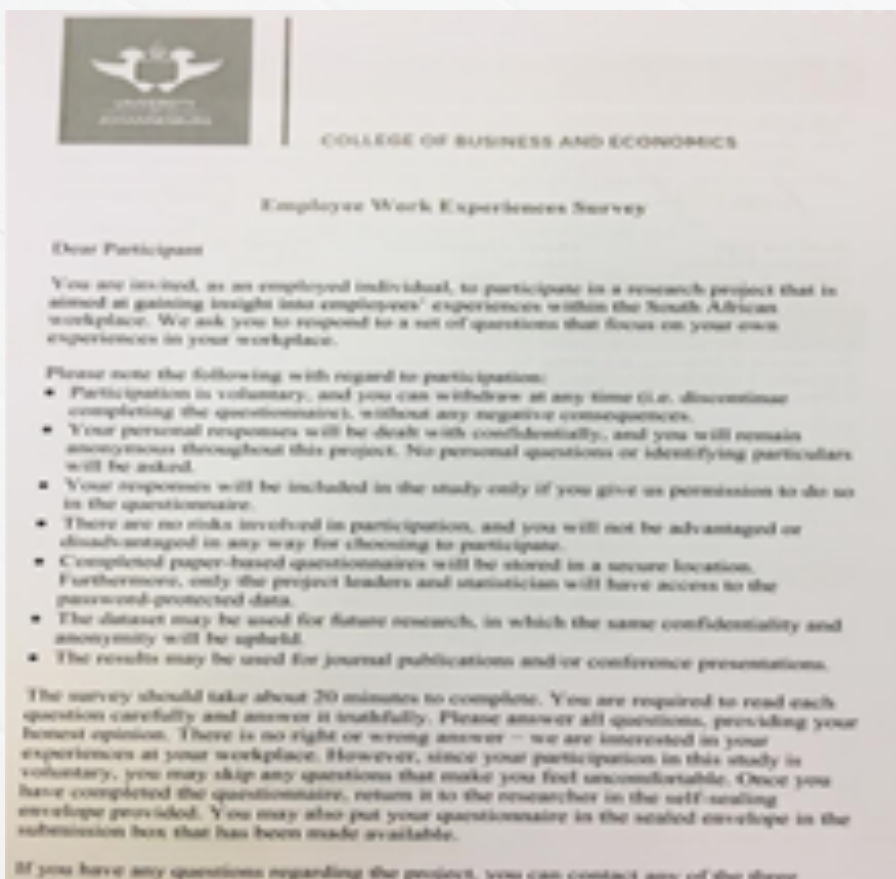 UNIVERSITY
JOHANNESBURG
COLLEGE OF BUSINESS AND ECONOMICS
Employee Work Experiences Survey
Dear Participant
You are invited, as an employed individual, to participate in a research project that is
aimed at gaining insight into employees' experiences within the South African
workplace. We ask you to respond to a set of questions that focus on your own
experiences in your workplace.
Please note the following with regard to participation:
• Participation is voluntary, and you can withdraw at any time (i.e. discontinue
completing the questionnaire), without any negative consequences.
• Your personal responses will be dealt with confidentially, and you will remain
anonymous throughout this project. No personal questions or identifying particulars
will be asked.
• Your responses will be included in the study only if you give us permission to do so
in the questionnaire.
• There are no risks involved in participation, and you will not be advantaged or
disadvantaged in any way for choosing to participate.
• Completed paper-based questionnaires will be stored in a secure location.
Furthermore, only the project leaders and statistician will have access to the
password-protected data.
• The dataset may be used for future research, in which the same confidentiality and
anonymity will be upheld.
• The results may be used for journal publications and/or conference presentations.
The survey should take about 20 minutes to complete. You are required to read each
question carefully and answer it truthfully. Please answer all questions, providing your
honest opinion. There is no right or wrong answer – we are interested in your
experiences at your workplace. However, since your participation in this study is
voluntary, you may skip any questions that make you feel uncomfortable. Once you
have completed the questionnaire, return it to the researcher in the self-sealing
envelope provided. You may also put your questionnaire in the sealed envelope in the
submission box that has been made available.
If you have any questions regarding the project, you can contact any of the three